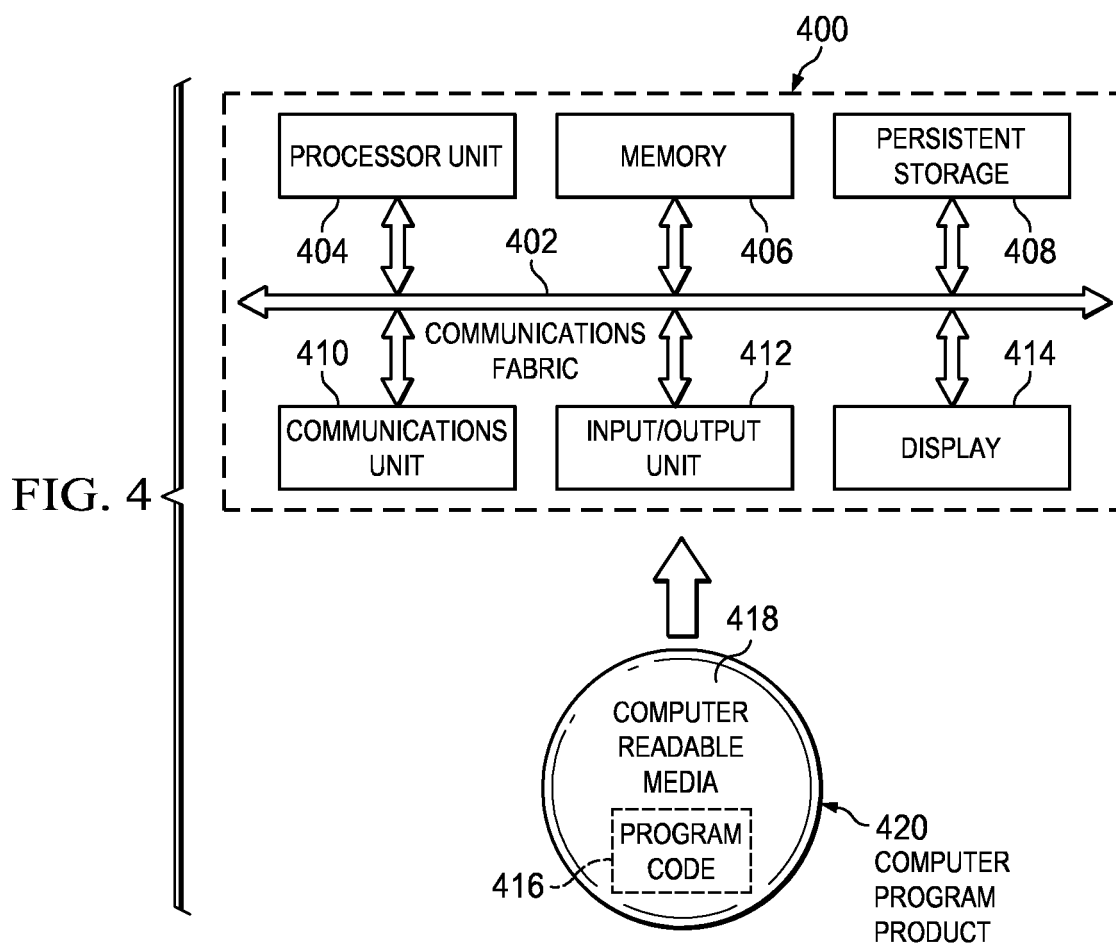 400
PROCESSOR UNIT
MEMORY
PERSISTENT
STORAGE
404
402
406
408
COMMUNICATIONS
FABRIC
410
412
414
COMMUNICATIONS
UNIT
INPUT/OUTPUT
UNIT
DISPLAY
FIG. 4
418
COMPUTER
READABLE
MEDIA
PROGRAM
CODE
416
420
COMPUTER
PROGRAM
PRODUCT